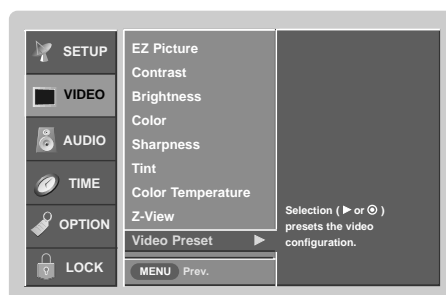 SETUP
VIDEO
AUDIO
TIME
OPTION
LOCK
EZ Picture
Contrast
Brightness
Color
Sharpness
Tint
Color Temperature
Z-View
Video Preset ▶
MENU Prev.
Selection ( ▶ or ◉ )
presets the video
configuration.